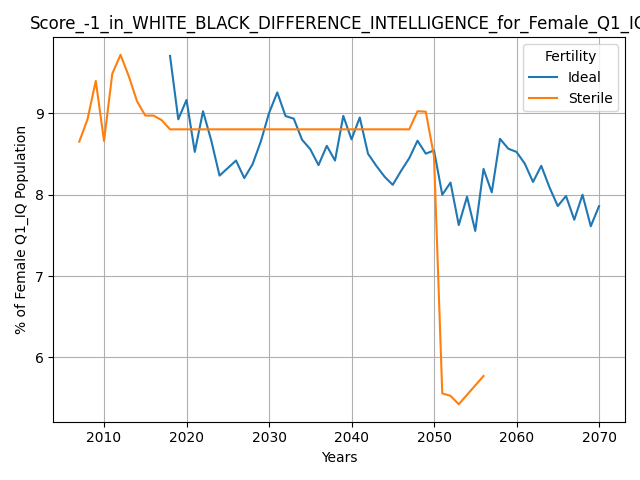 Score_-1_in_WHITE_BLACK_DIFFERENCE_INTELLIGENCE_for_Female_Q1_IQ
Fertility
Ideal
Sterile
% of Female Q1_IQ Population
9
8
7
6
2010 2020 2030 2040 2050 2060 2070
Years